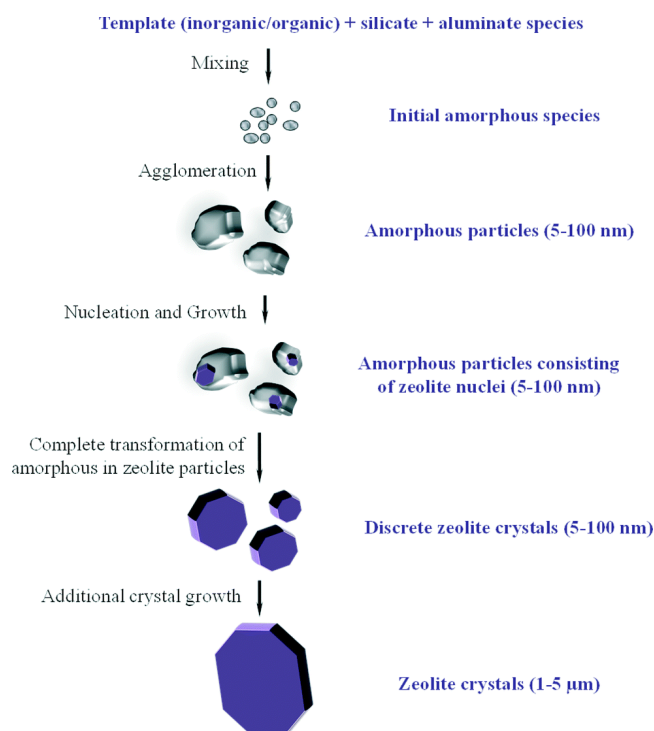 Template (inorganic/organic) + silicate + aluminate species
Mixing
Initial amorphous species
Agglomeration
Amorphous particles (5-100 nm)
Nucleation and Growth
Amorphous particles consisting
of zeolite nuclei (5-100 nm)
Complete transformation of
amorphous in zeolite particles
Discrete zeolite crystals (5-100 nm)
Additional crystal growth
Zeolite crystals (1-5 µm)